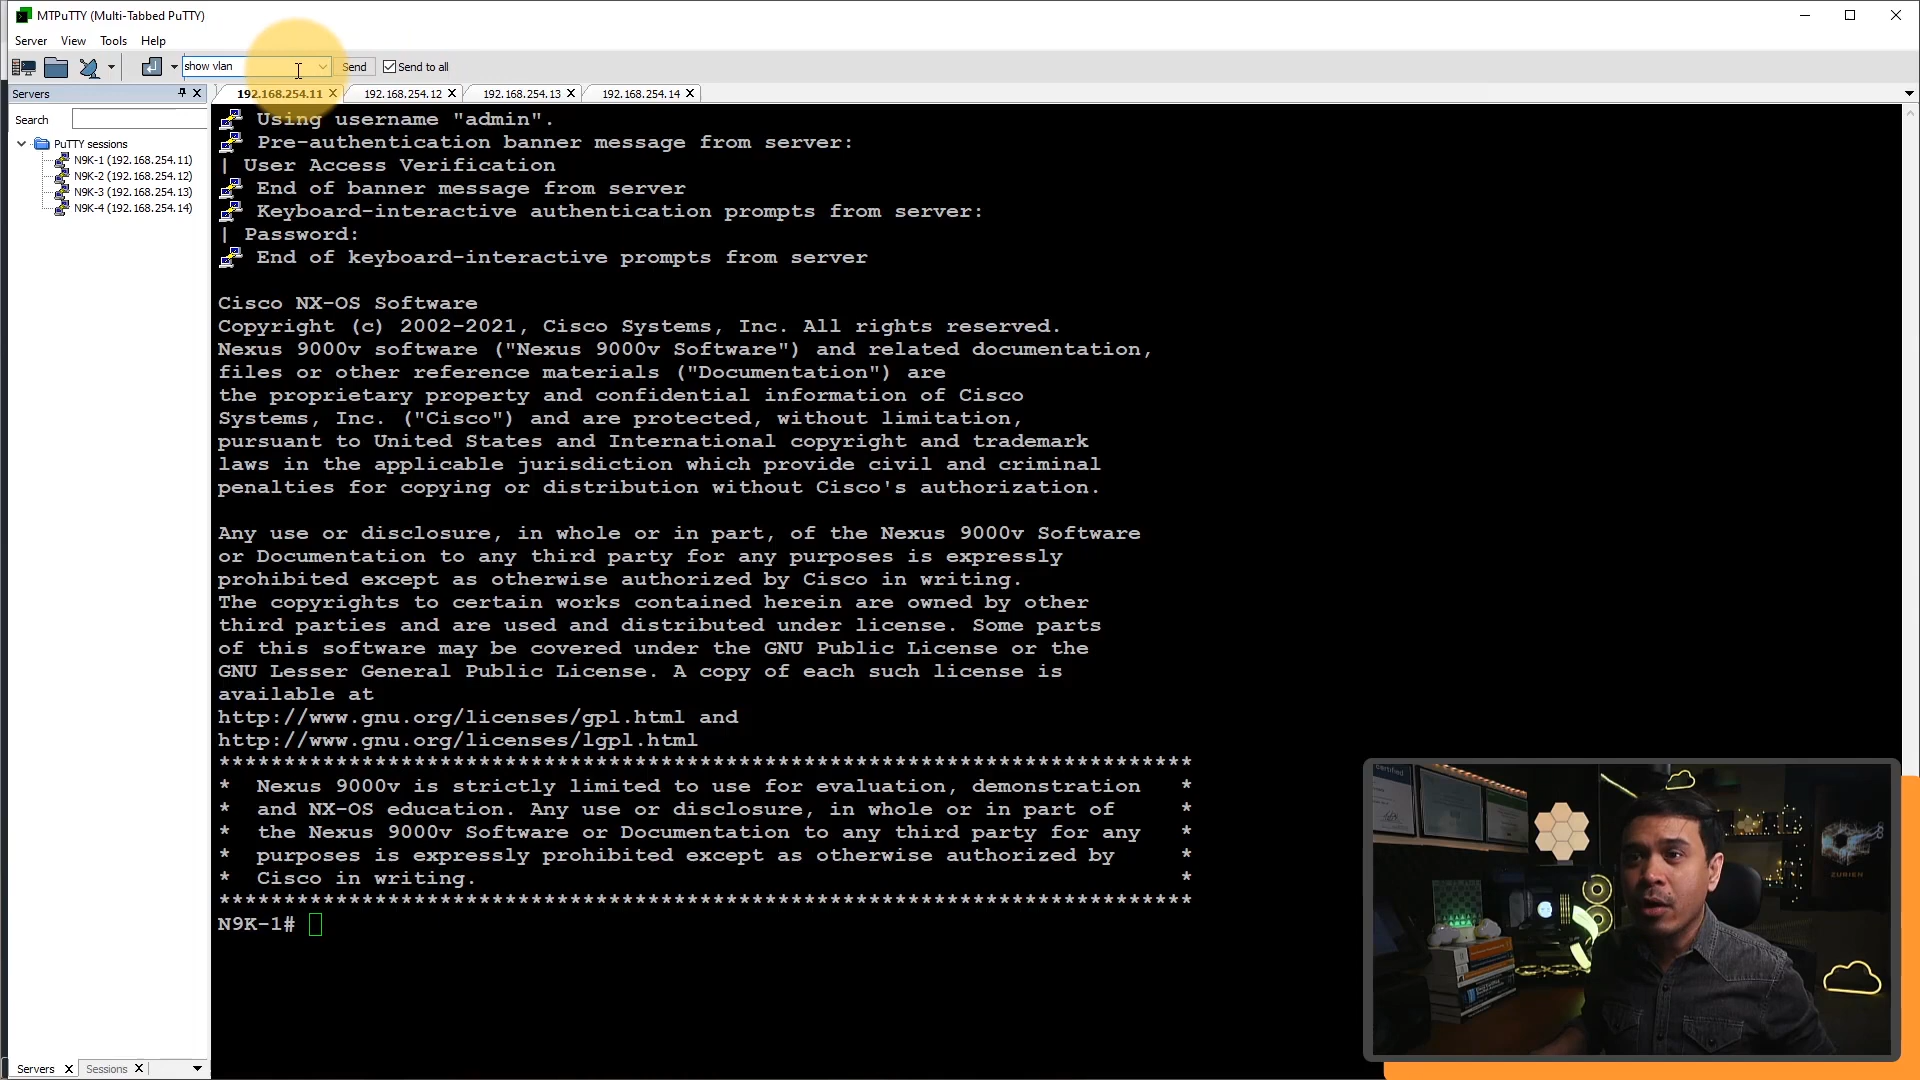 MTPuTTY (Multi-Tabbed PuTTY)
Server View Tools Help
show vlan Send Send to all
Servers
192.168.254.11 192.168.254.12 192.168.254.13 192.168.254.14
Search
PuTTY sessions
N9K-1 (192.168.254.11)
N9K-2 (192.168.254.12)
N9K-3 (192.168.254.13)
N9K-4 (192.168.254.14)
Using username "admin".
Pre-authentication banner message from server:
| User Access Verification
End of banner message from server
Keyboard-interactive authentication prompts from server:
| Password:
End of keyboard-interactive prompts from server
Cisco NX-OS Software
Copyright (c) 2002-2021, Cisco Systems, Inc. All rights reserved.
Nexus 9000v software ("Nexus 9000v Software") and related documentation,
files or other reference materials ("Documentation") are
the proprietary property and confidential information of Cisco
Systems, Inc. ("Cisco") and are protected, without limitation,
pursuant to United States and International copyright and trademark
laws in the applicable jurisdiction which provide civil and criminal
penalties for copying or distribution without Cisco's authorization.
Any use or disclosure, in whole or in part, of the Nexus 9000v Software
or Documentation to any third party for any purposes is expressly
prohibited except as otherwise authorized by Cisco in writing.
The copyrights to certain works contained herein are owned by other
third parties and are used and distributed under license. Some parts
of this software may be covered under the GNU Public License or the
GNU Lesser General Public License. A copy of each such license is
available at
http://www.gnu.org/licenses/gpl.html and
http://www.gnu.org/licenses/lgpl.html
***************************************************************************
* Nexus 9000v is strictly limited to use for evaluation, demonstration *
* and NX-OS education. Any use or disclosure, in whole or in part of *
* the Nexus 9000v Software or Documentation to any third party for any *
* purposes is expressly prohibited except as otherwise authorized by *
* Cisco in writing. *
***************************************************************************
N9K-1#
Servers Sessions
ZURIEH